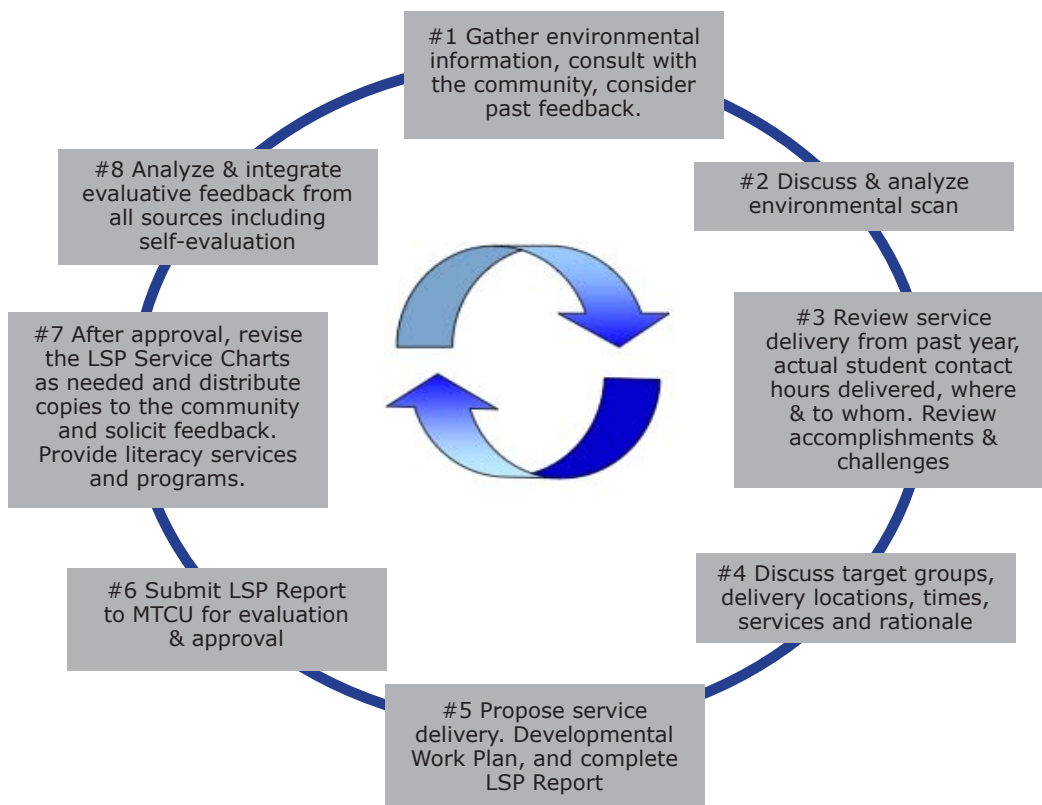 #1 Gather environmental
information, consult with
the community, consider
past feedback.
#2 Discuss & analyze
environmental scan
#3 Review service
delivery from past year,
actual student contact
hours delivered, where
& to whom. Review
accomplishments &
challenges
#4 Discuss target groups,
delivery locations, times,
services and rationale
#5 Propose service
delivery. Developmental
Work Plan, and complete
LSP Report
#6 Submit LSP Report
to MTCU for evaluation
& approval
#7 After approval, revise
the LSP Service Charts
as needed and distribute
copies to the community
and solicit feedback.
Provide literacy services
and programs.
#8 Analyze & integrate
evaluative feedback from
all sources including
self-evaluation